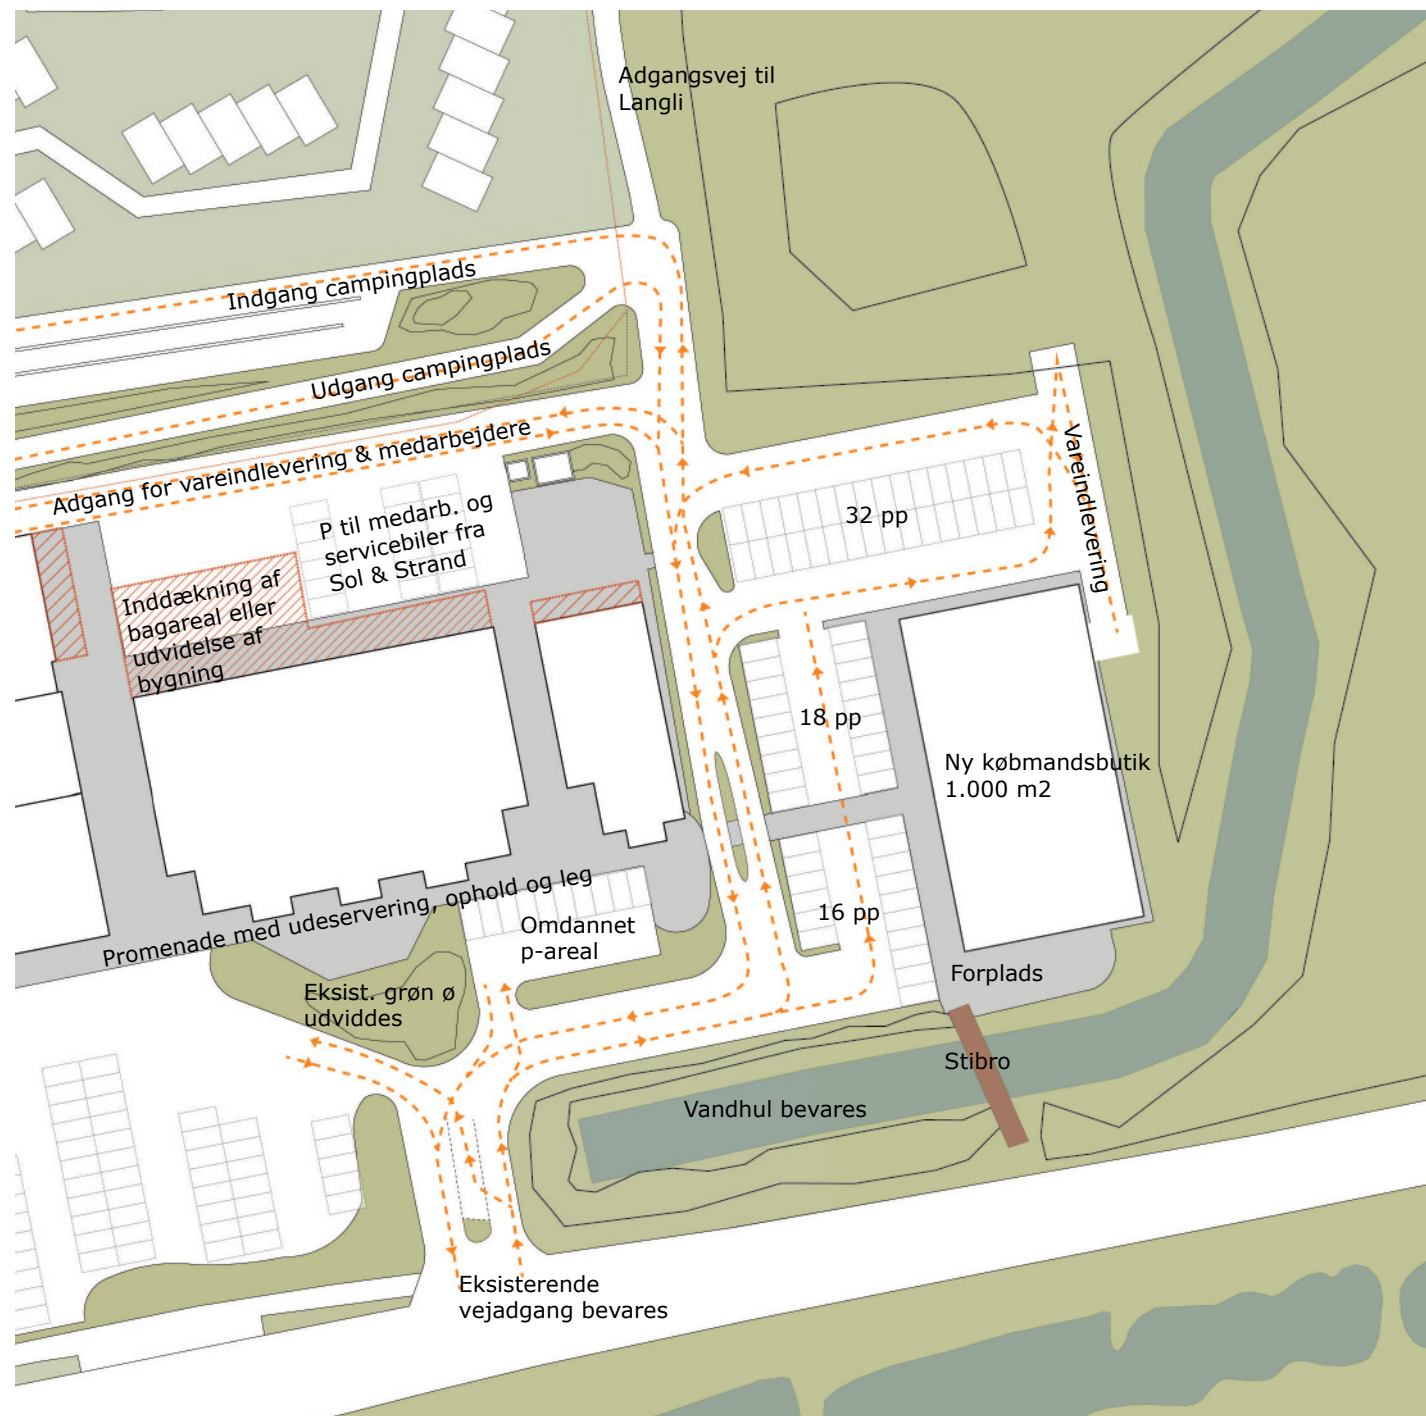 Adgangsvej til
Langli
Indgang campingplads
Udgang campingplads
Adgang for vareindlevering & medarbejdere
P til medarb. og
servicebiler fra
Sol & Strand
32 pp
Vareindlevering
Inddækning af
bagareal eller
udvidelse af
bygning
18 pp
Ny købmandsbutik
1.000 m2
Promenade med udeservering, ophold og leg
Omdannet
p-areal
16 pp
Forplads
Eksist. grøn ø
udviddes
Stibro
Vandhul bevares
Eksisterende
vejadgang bevares